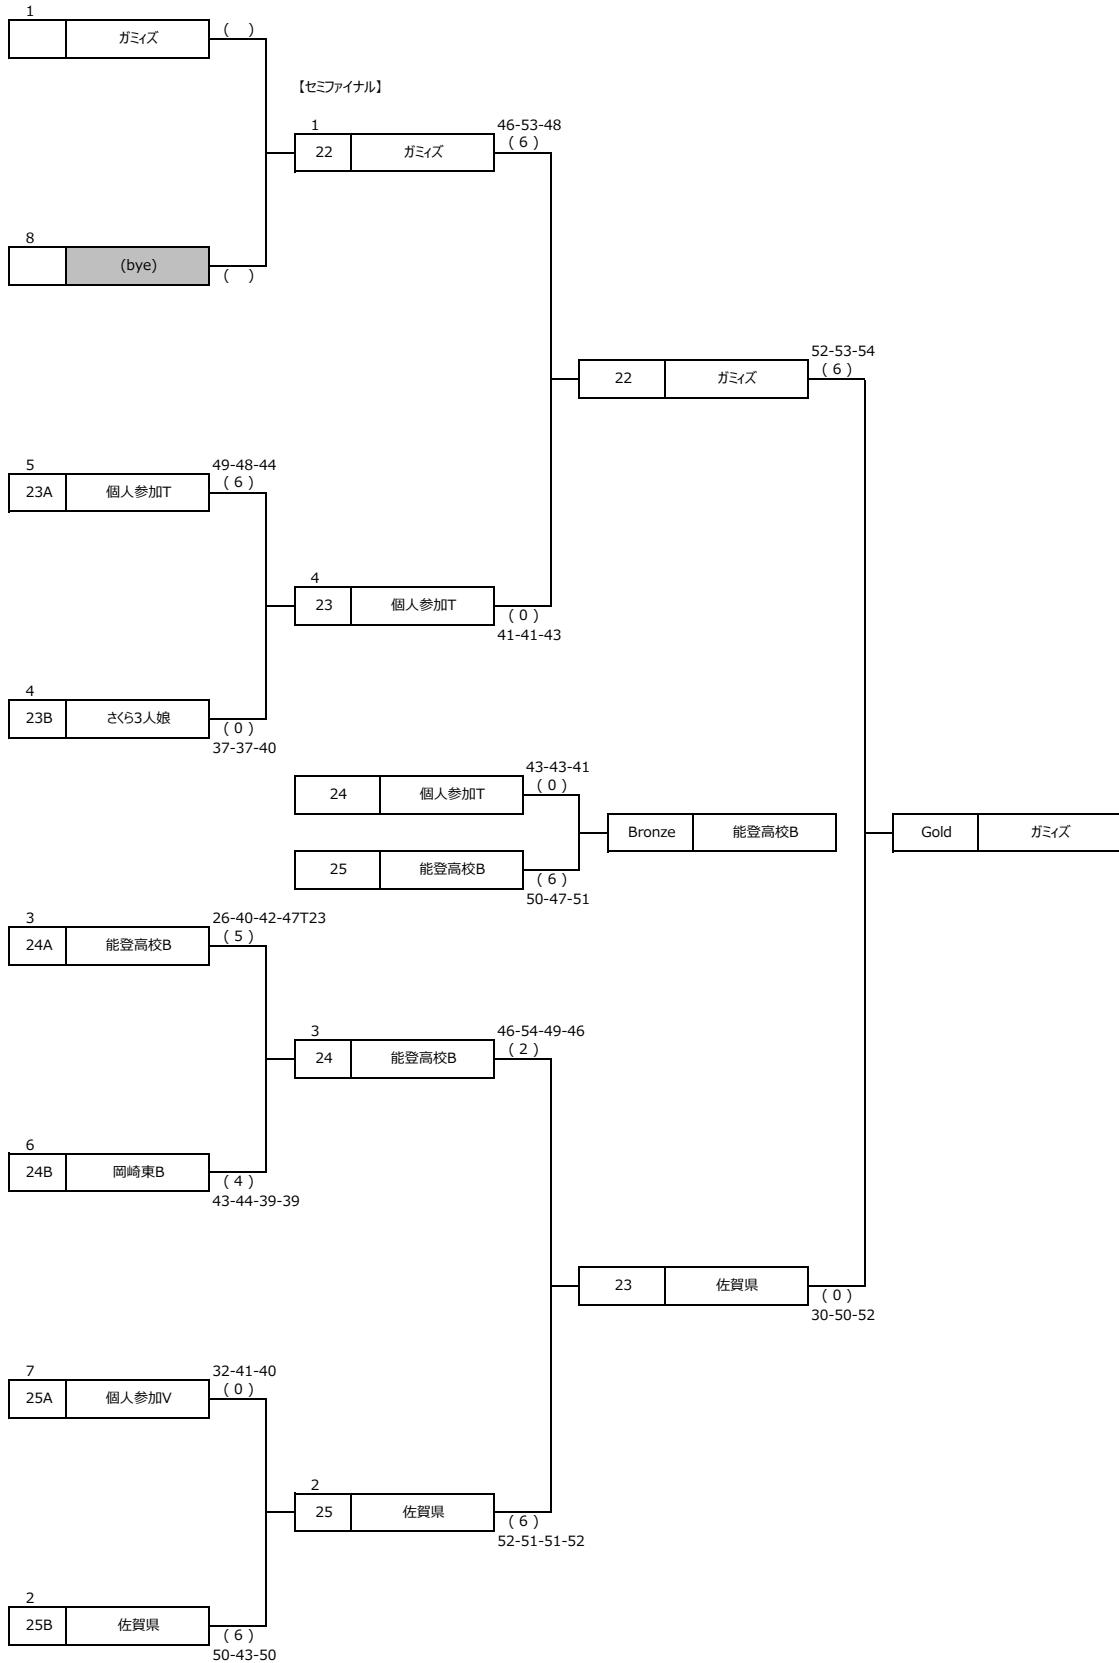 1
ガミィズ
(   )
【セミファイナル】
1
46-53-48
22 ガミィズ
( 6 )
8
(bye)
(   )
52-53-54
22 ガミィズ
( 6 )
5
49-48-44
23A 個人参加T
( 6 )
4
23 個人参加T
( 0 )
41-41-43
4
23B さくら3人娘
( 0 )
37-37-40
43-43-41
24 個人参加T
( 0 )
Bronze 能登高校B
Gold ガミィズ
25 能登高校B
( 6 )
50-47-51
3
26-40-42-47T23
24A 能登高校B
( 5 )
3
46-54-49-46
24 能登高校B
( 2 )
6
24B 岡崎東B
( 4 )
43-44-39-39
23 佐賀県
( 0 )
30-50-52
7
32-41-40
25A 個人参加V
( 0 )
2
25 佐賀県
( 6 )
52-51-51-52
2
25B 佐賀県
( 6 )
50-43-50